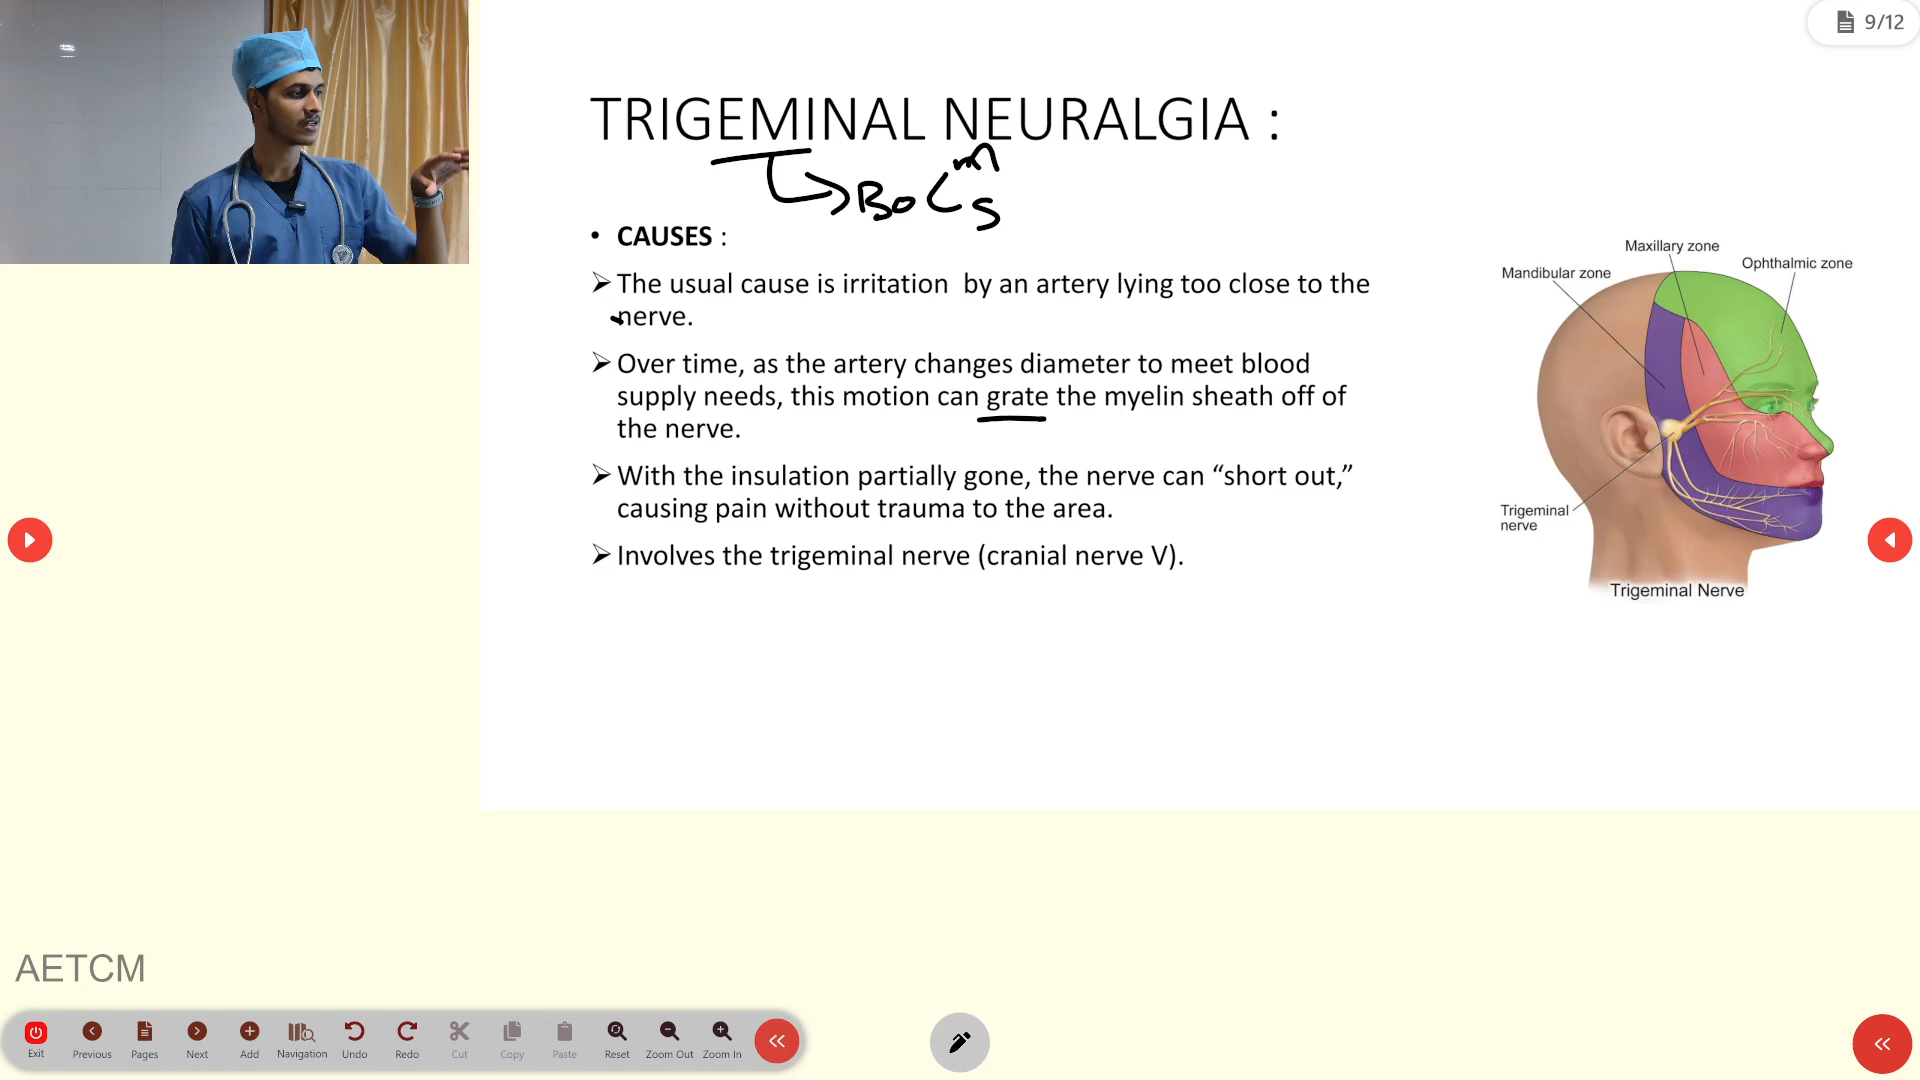 9/12
TRIGEMINAL NEURALGIA :
Bo
m
S
• CAUSES :
➢ The usual cause is irritation by an artery lying too close to the
nerve.
➢ Over time, as the artery changes diameter to meet blood
supply needs, this motion can grate the myelin sheath off of
the nerve.
➢ With the insulation partially gone, the nerve can “short out,”
causing pain without trauma to the area.
➢ Involves the trigeminal nerve (cranial nerve V).
Maxillary zone
Mandibular zone
Ophthalmic zone
Trigeminal
nerve
Trigeminal Nerve
AETCM
Exit Previous Pages Next Add Navigation Undo Redo Cut Copy Paste Reset Zoom Out Zoom In